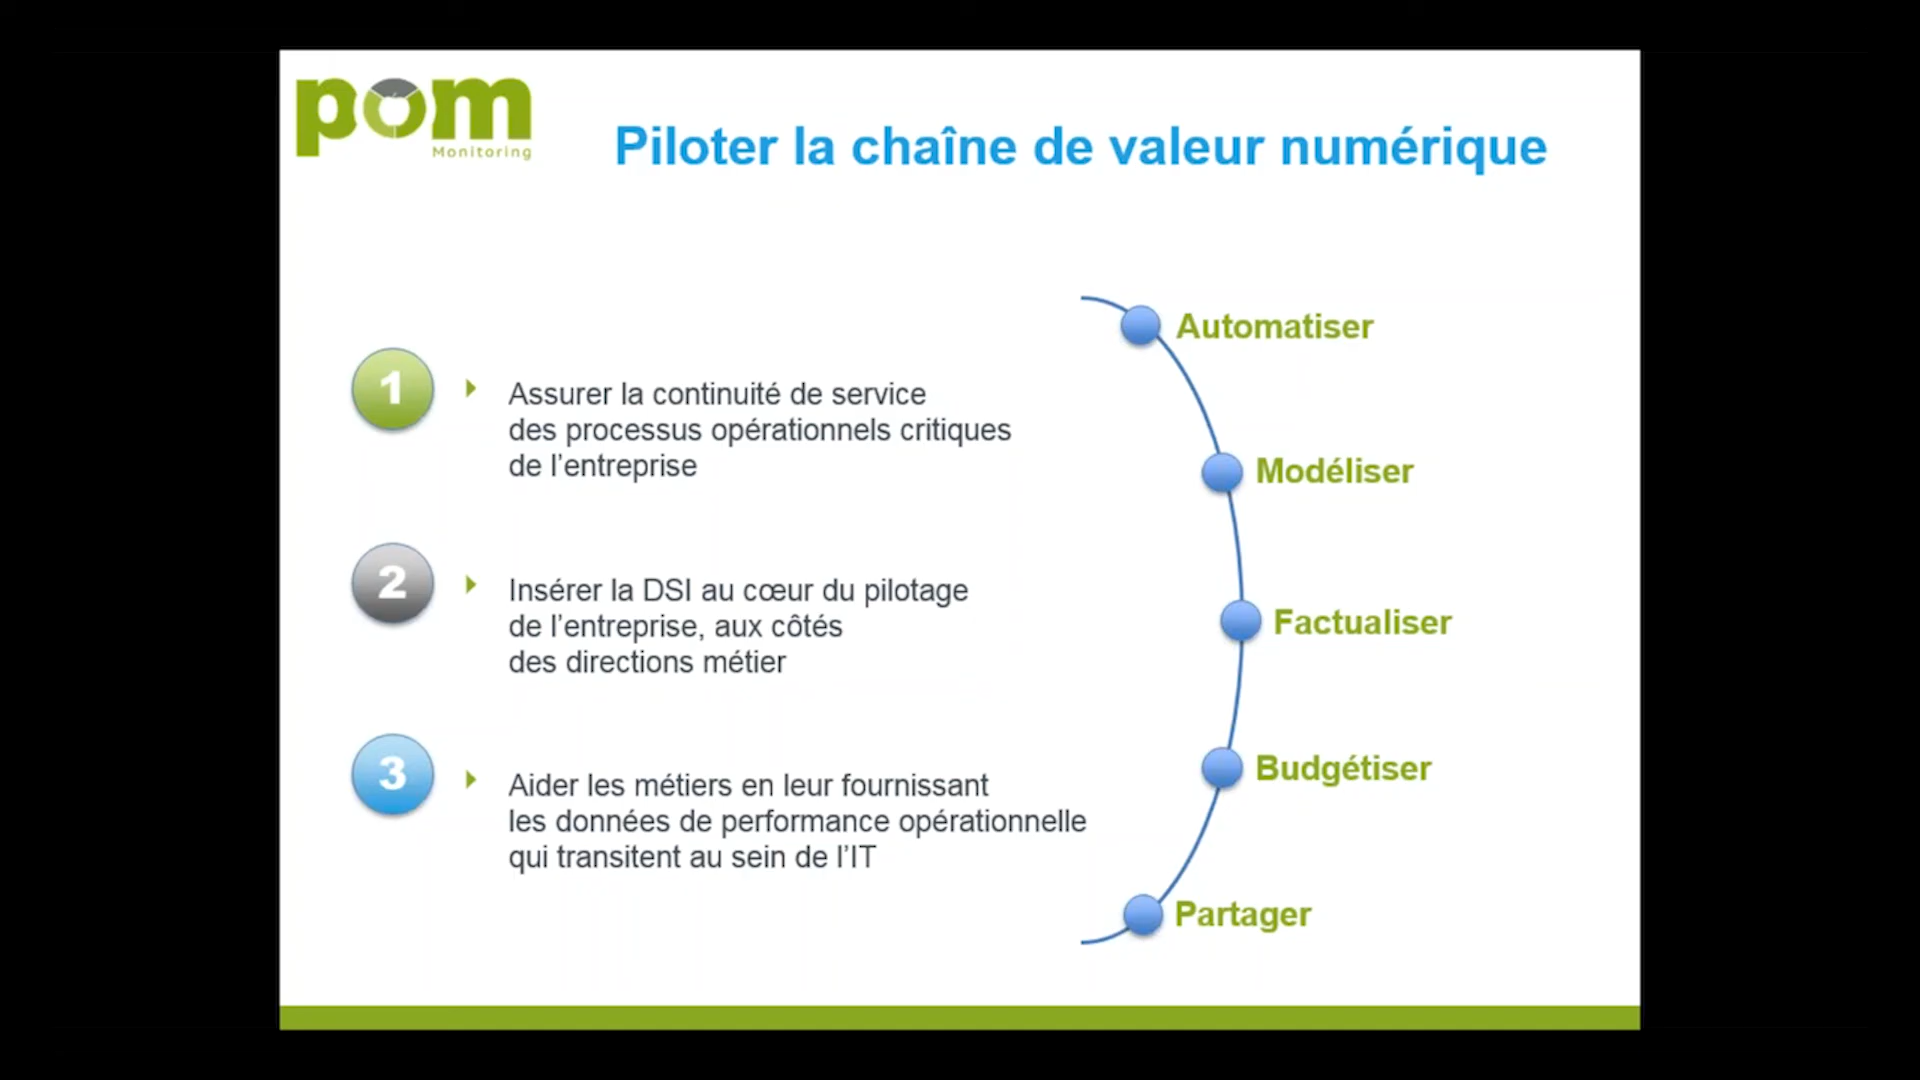 pom
Monitoring
Piloter la chaîne de valeur numérique
1
Assurer la continuité de service
des processus opérationnels critiques
de l’entreprise
2
Insérer la DSI au cœur du pilotage
de l’entreprise, aux côtés
des directions métier
3
Aider les métiers en leur fournissant
les données de performance opérationnelle
qui transitent au sein de l’IT
Automatiser
Modéliser
Factualiser
Budgétiser
Partager